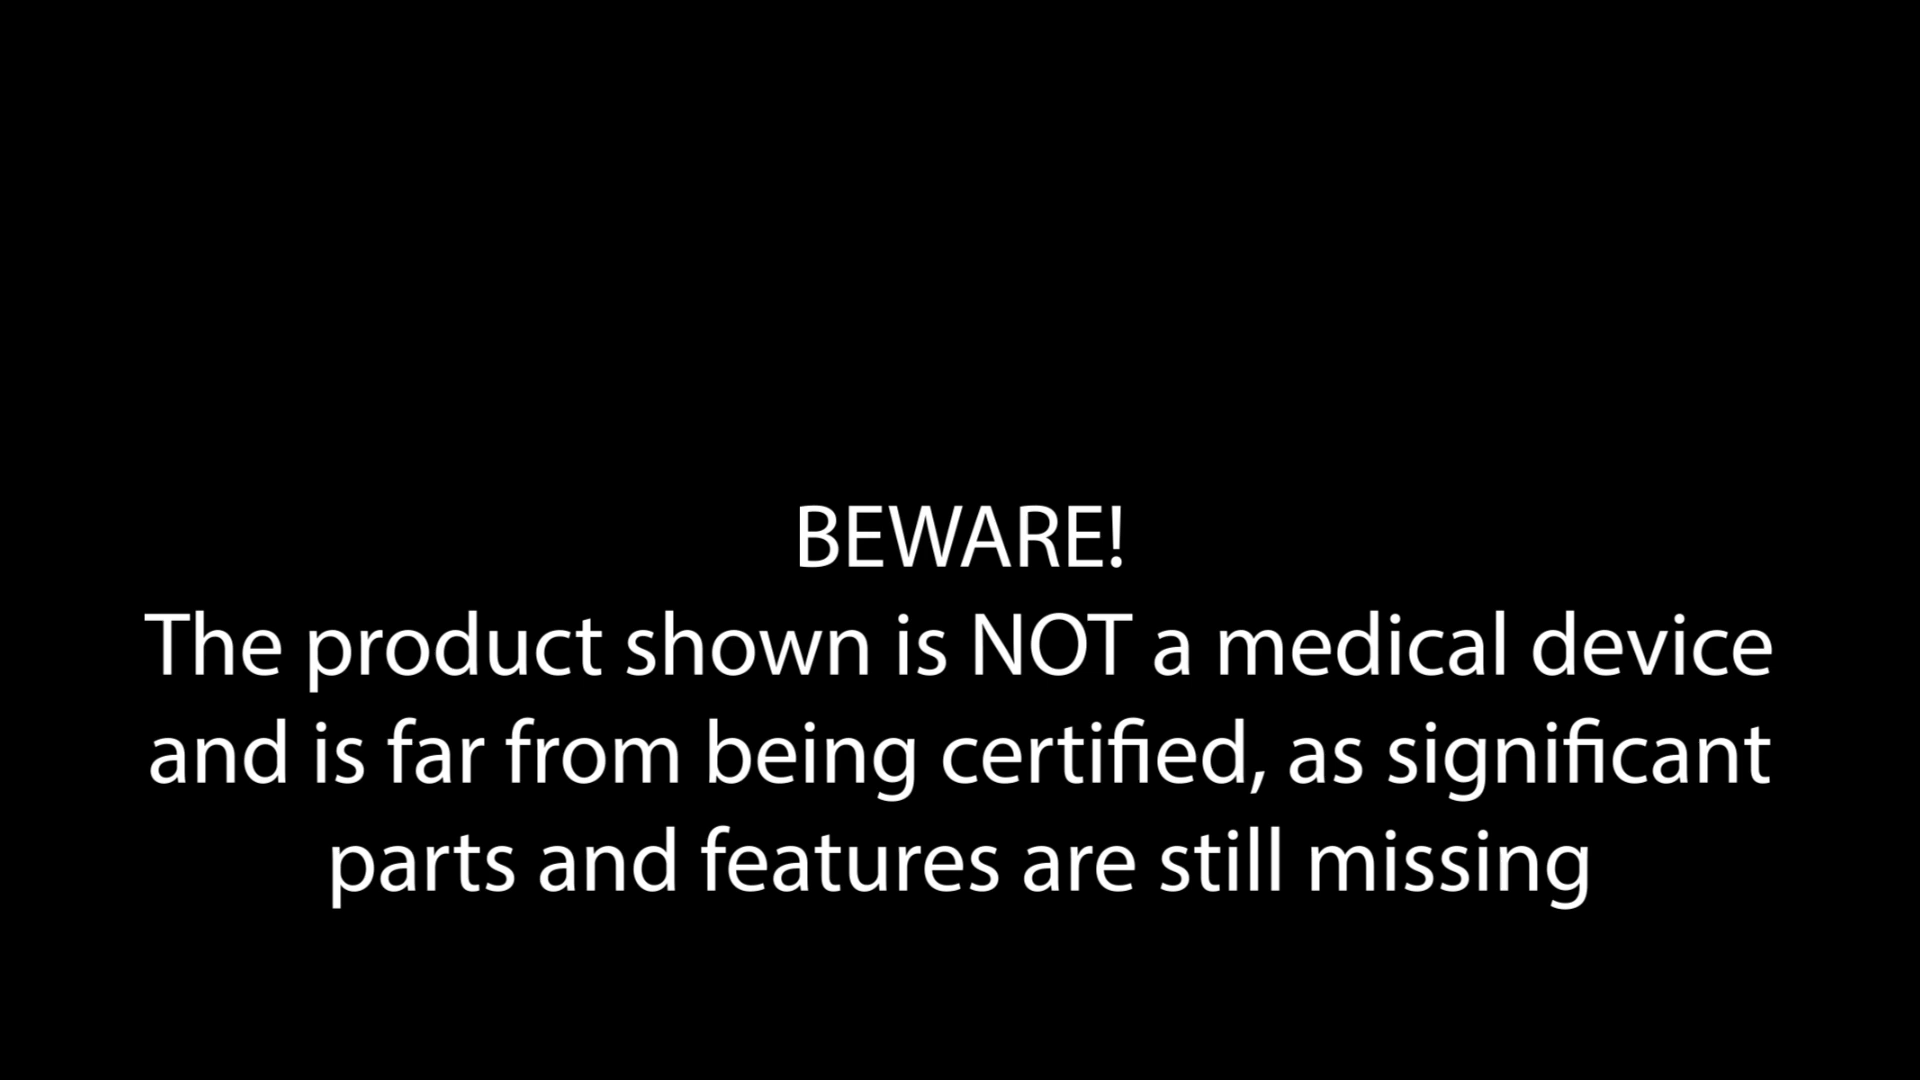 BEWARE!
The product shown is NOT a medical device
and is far from being certified, as significant
parts and features are still missing